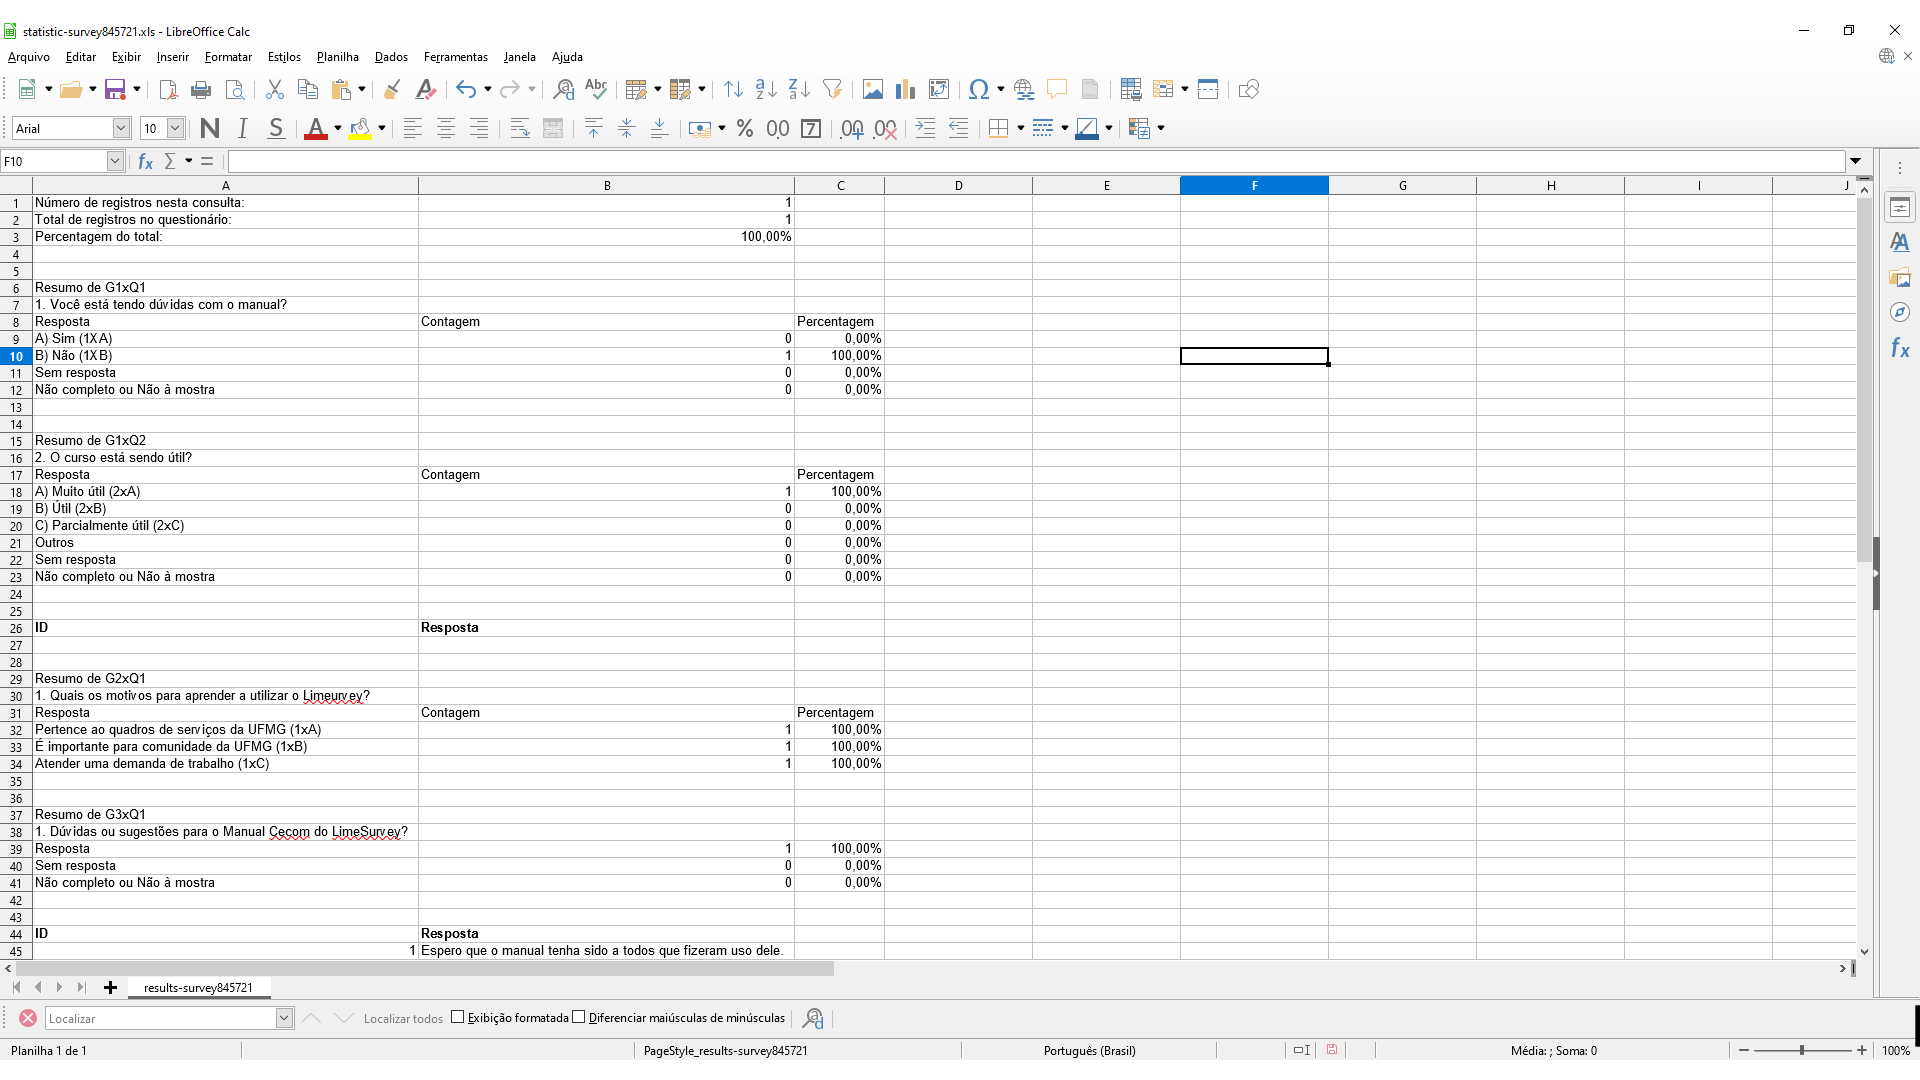 statistic-survey845721.xls - LibreOffice Calc
Arquivo Editar Exibir Inserir Formatar Estilos Planilha Dados Ferramentas Janela Ajuda
Arial 10 N I S
F10
A B C D E F G H I J
1 Número de registros nesta consulta: 1
2 Total de registros no questionário: 1
3 Percentagem do total: 100,00%
4
5
6 Resumo de G1xQ1
7 1. Você está tendo dúvidas com o manual?
8 Resposta Contagem Percentagem
9 A) Sim (1XA) 0 0,00%
10 B) Não (1XB) 1 100,00%
11 Sem resposta 0 0,00%
12 Não completo ou Não à mostra 0 0,00%
13
14
15 Resumo de G1xQ2
16 2. O curso está sendo útil?
17 Resposta Contagem Percentagem
18 A) Muito útil (2xA) 1 100,00%
19 B) Útil (2xB) 0 0,00%
20 C) Parcialmente útil (2xC) 0 0,00%
21 Outros 0 0,00%
22 Sem resposta 0 0,00%
23 Não completo ou Não à mostra 0 0,00%
24
25
26 ID Resposta
27
28
29 Resumo de G2xQ1
30 1. Quais os motivos para aprender a utilizar o Limeurvey?
31 Resposta Contagem Percentagem
32 Pertence ao quadros de serviços da UFMG (1xA) 1 100,00%
33 É importante para comunidade da UFMG (1xB) 1 100,00%
34 Atender uma demanda de trabalho (1xC) 1 100,00%
35
36
37 Resumo de G3xQ1
38 1. Dúvidas ou sugestões para o Manual Cecom do LimeSurvey?
39 Resposta 1 100,00%
40 Sem resposta 0 0,00%
41 Não completo ou Não à mostra 0 0,00%
42
43
44 ID Resposta
45 1 Espero que o manual tenha sido a todos que fizeram uso dele.
results-survey845721
Localizar Localizar todos Exibição formatada Diferenciar maiúsculas de minúsculas
Planilha 1 de 1 PageStyle_results-survey845721 Português (Brasil) Média: ; Soma: 0 100%